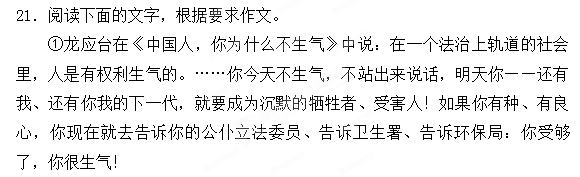 21．阅读下面的文字，根据要求作文。
①龙应台在《中国人，你为什么不生气》中说：在一个法治上轨道的社会
里，人是有权利生气的。……你今天不生气，不站出来说话，明天你——还有
我、还有你我的下一代，就要成为沉默的牺牲者、受害人！如果你有种、有良
心，你现在就去告诉你的公仆立法委员、告诉卫生署、告诉环保局：你受够
了，你很生气！